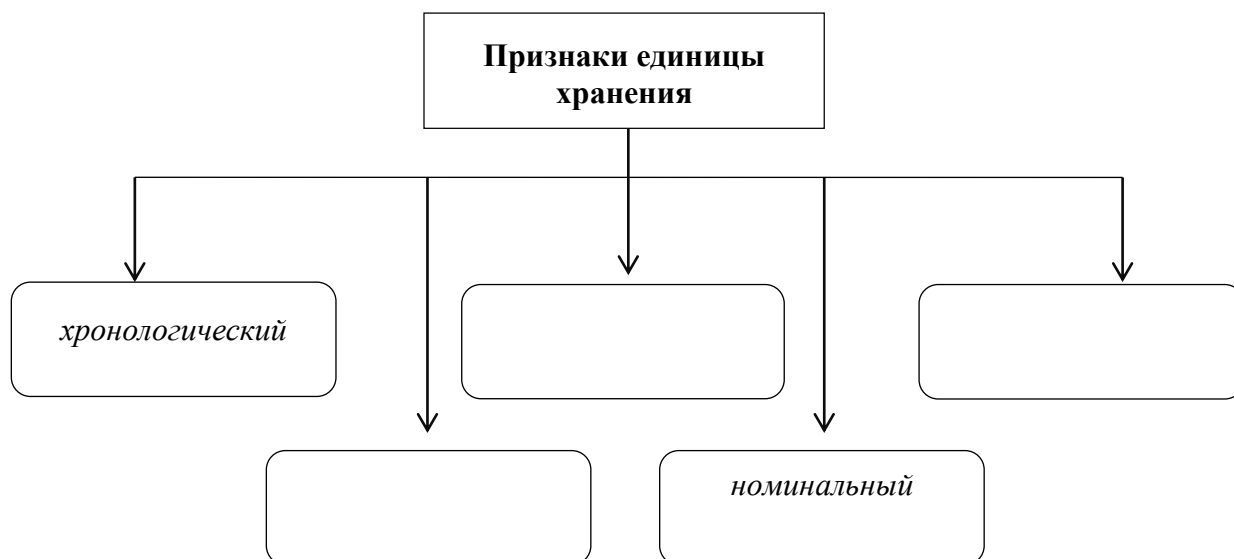 Признаки единицы
хранения
хронологический
номинальный